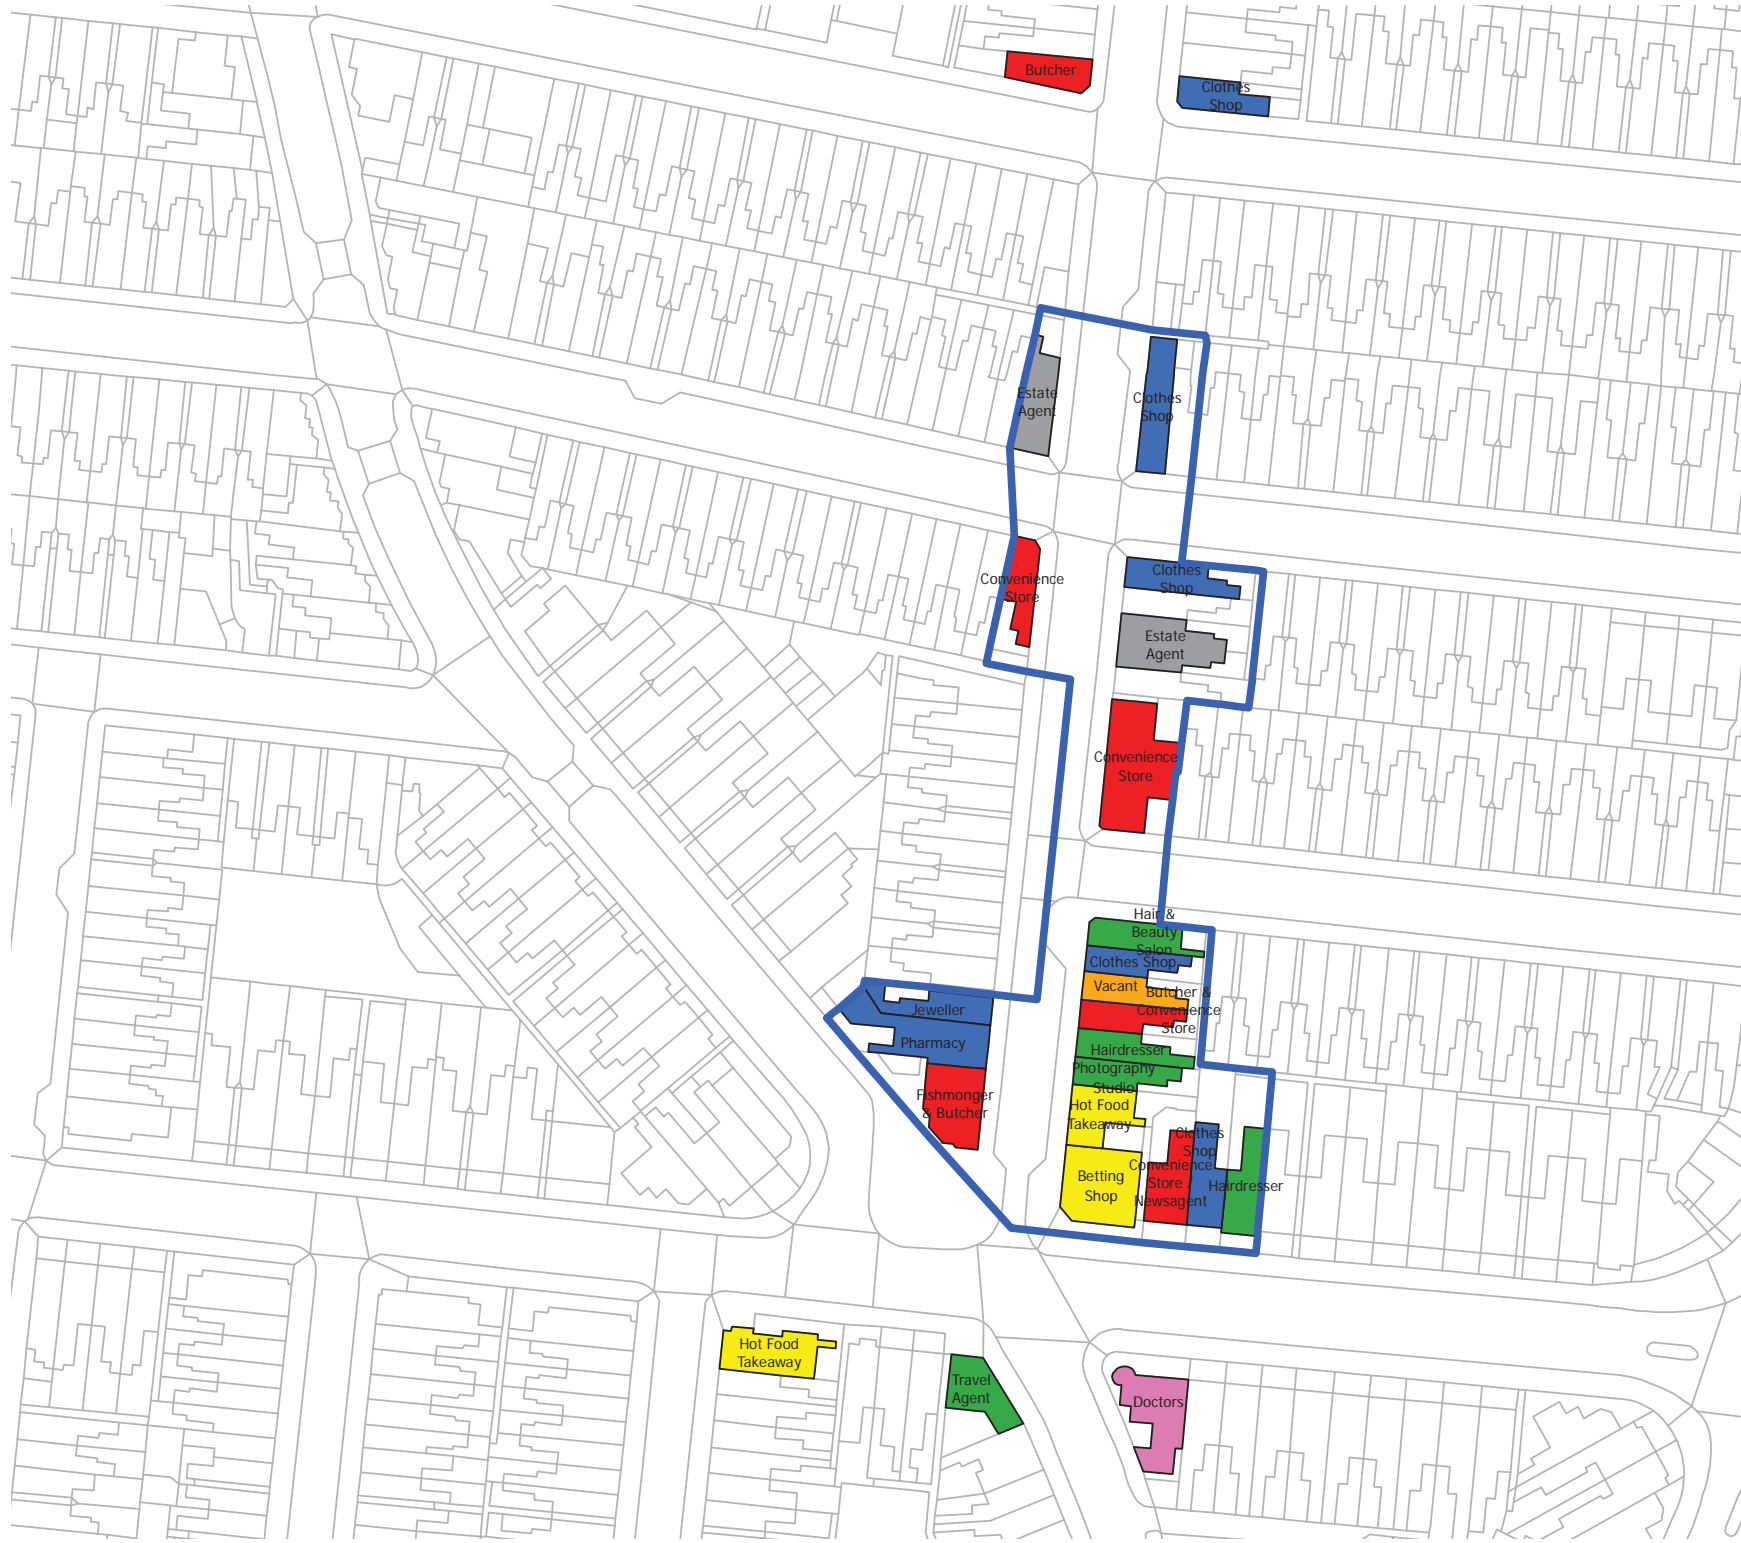 Butcher
Clothes
Shop
Estate
Agent
Clothes
Shop
Convenience
Store
Clothes
Shop
Estate
Agent
Convenience
Store
Hair &
Beauty
Salon
Clothes Shop
Vacant
Butcher &
Convenience
Store
Jeweller
Pharmacy
Hairdresser
Photography
Studio
Fishmonger
& Butcher
Hot Food
Takeaway
Clothes
Shop
Betting
Shop
Convenience
Store /
Newsagent
Hairdresser
Hot Food
Takeaway
Travel
Agent
Doctors